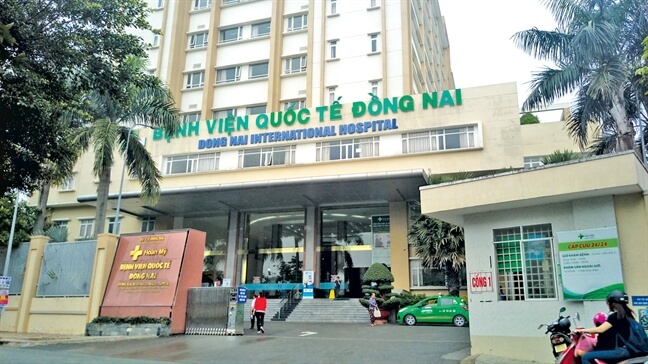 BỆNH VIỆN QUỐC TẾ ĐỒNG NAI
DONG NAI INTERNATIONAL HOSPITAL
Hoàn Mỹ
BỆNH VIỆN QUỐC TẾ
ĐỒNG NAI
CỔNG 1
CẤP CỨU 24/24